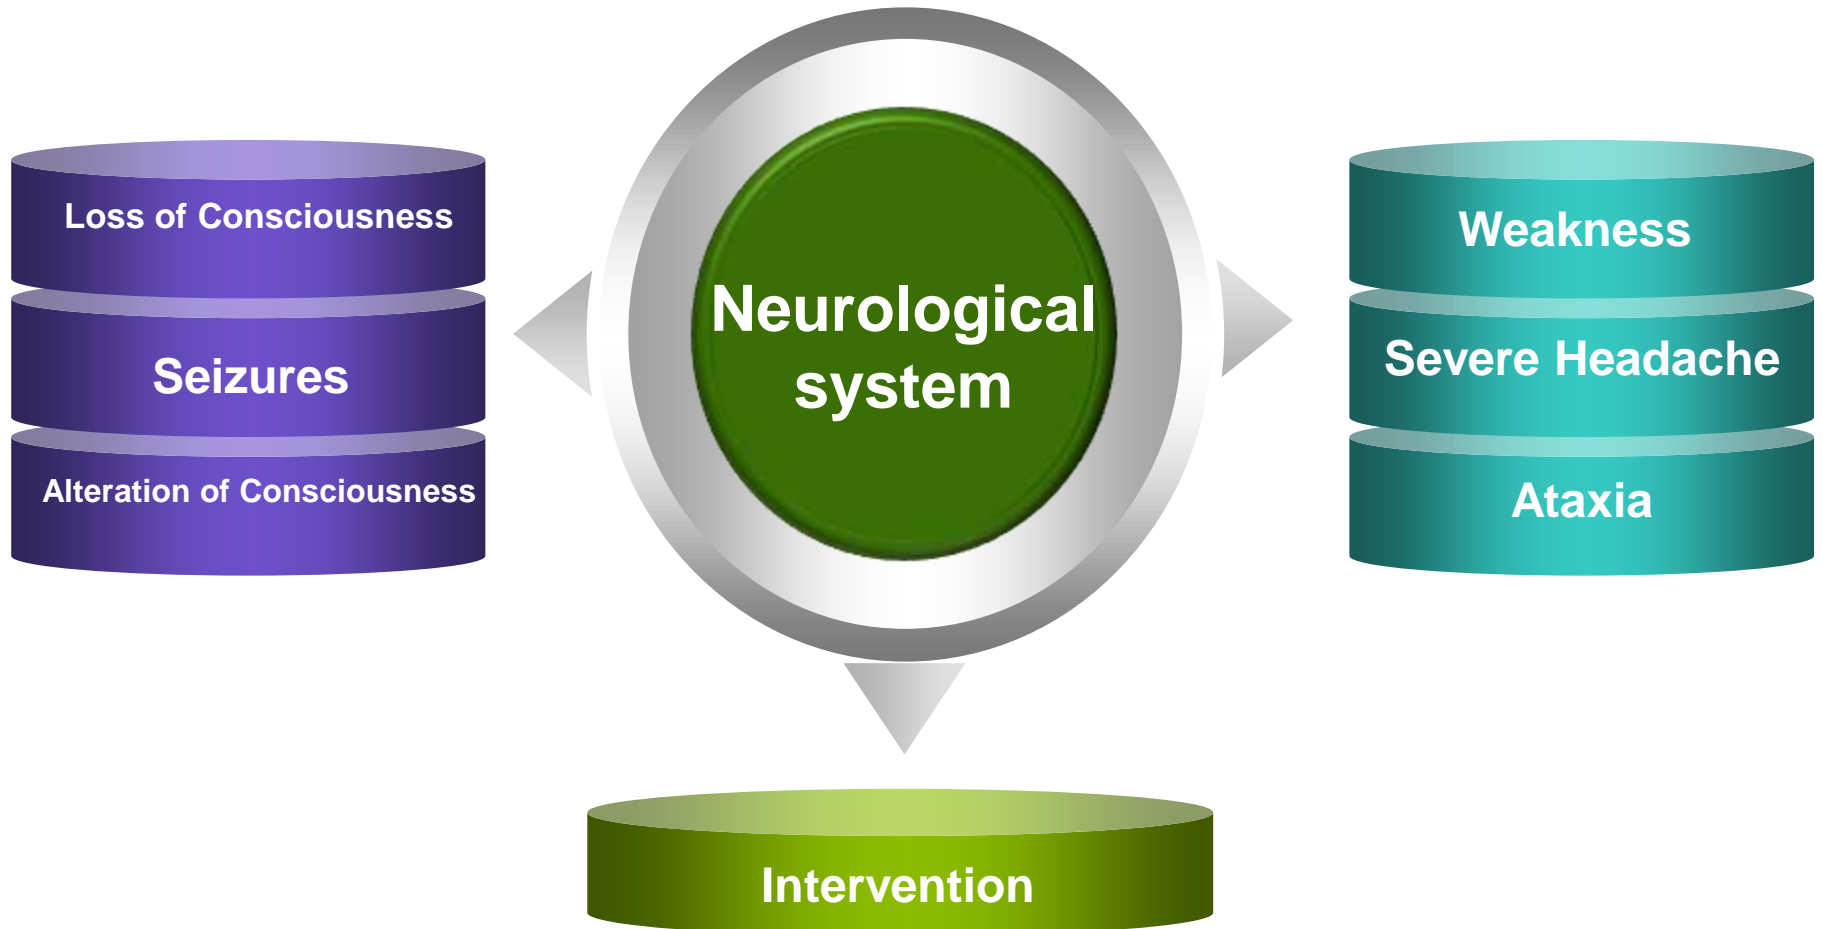 Loss of Consciousness
Seizures
Alteration of Consciousness
Neurological
system
Weakness
Severe Headache
Ataxia
Intervention